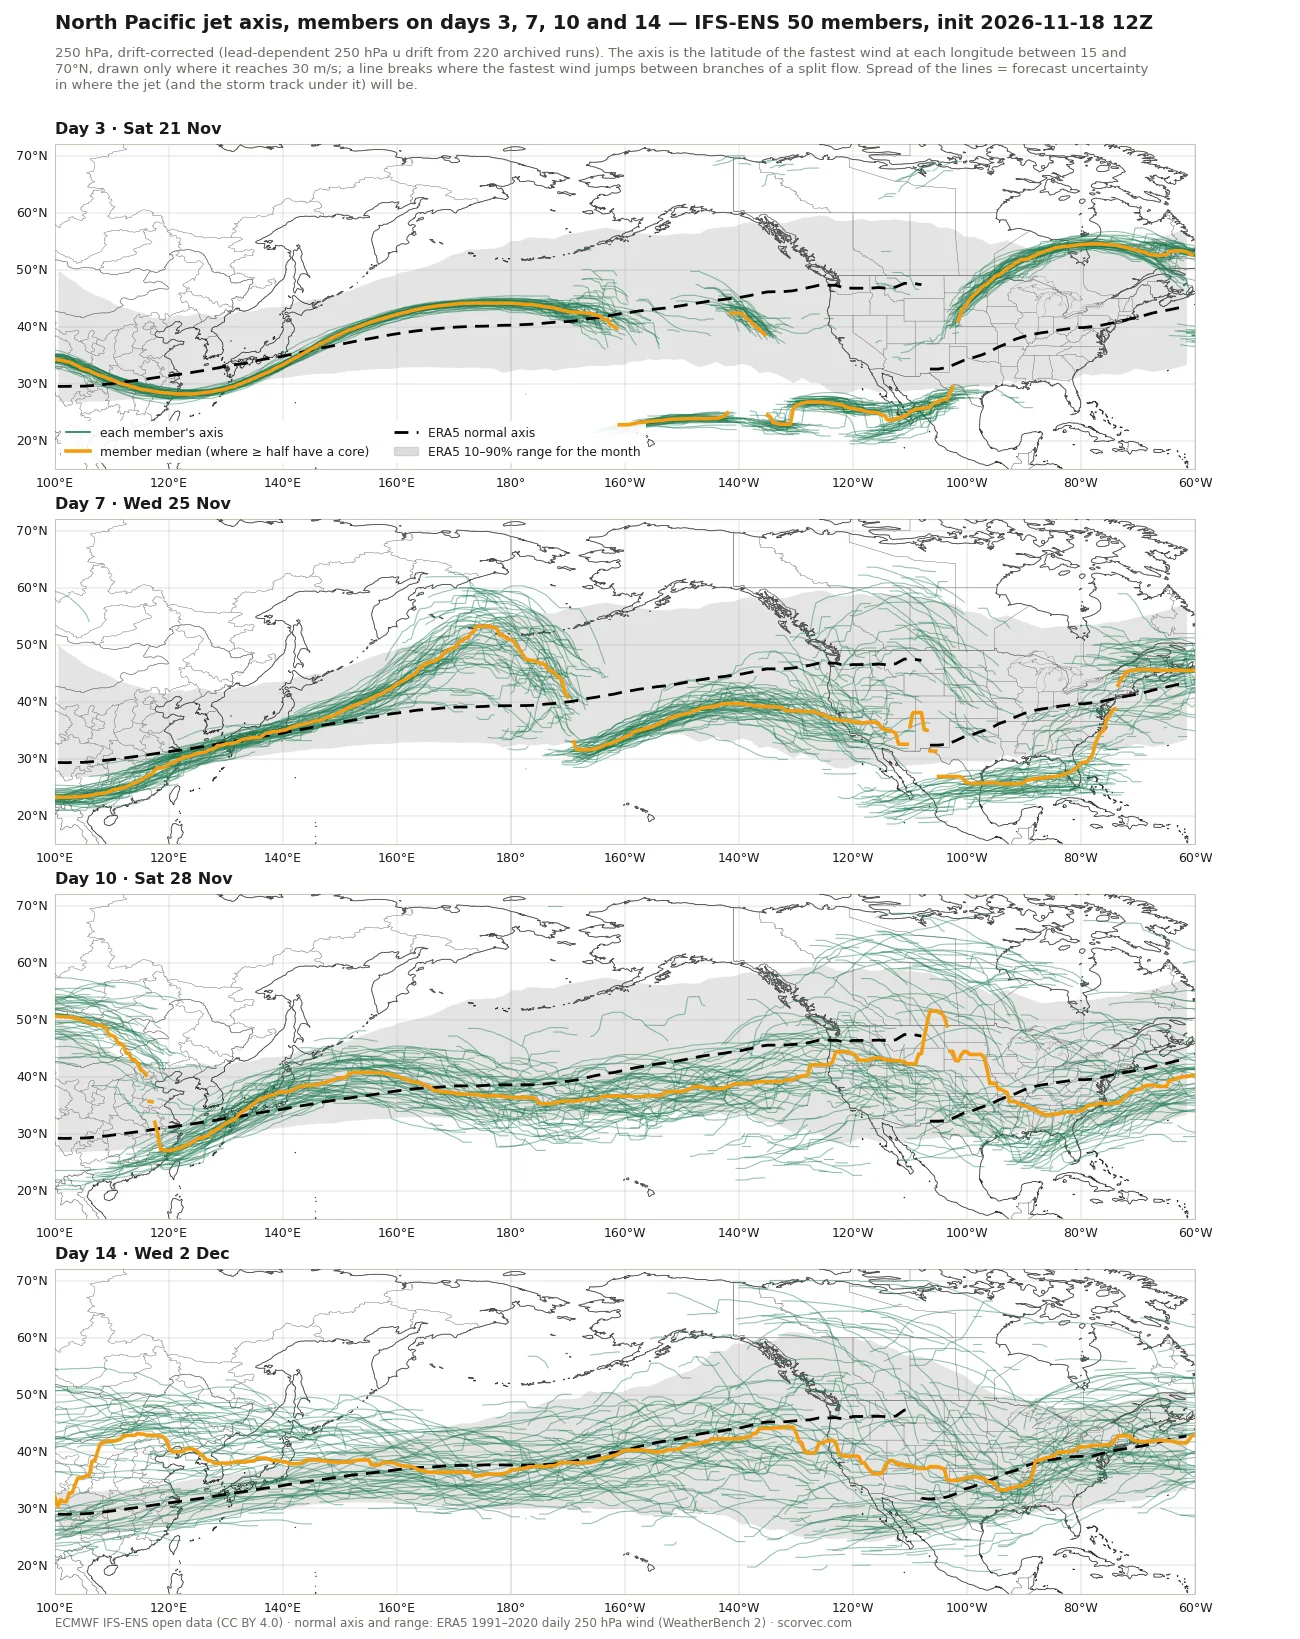 North Pacific jet axis, members on days 3, 7, 10 and 14 — IFS-ENS 50 members, init 2026-11-18 12Z
250 hPa, drift-corrected (lead-dependent 250 hPa u drift from 220 archived runs). The axis is the latitude of the fastest wind at each longitude between 15 and
70°N, drawn only where it reaches 30 m/s; a line breaks where the fastest wind jumps between branches of a split flow. Spread of the lines = forecast uncertainty
in where the jet (and the storm track under it) will be.
Day 3 · Sat 21 Nov
70°N
60°N
50°N
40°N
30°N
20°N
each member's axis
member median (where ≥ half have a core)
ERA5 normal axis
ERA5 10–90% range for the month
100°E 120°E 140°E 160°E 180° 160°W 140°W 120°W 100°W 80°W 60°W
Day 7 · Wed 25 Nov
70°N
60°N
50°N
40°N
30°N
20°N
100°E 120°E 140°E 160°E 180° 160°W 140°W 120°W 100°W 80°W 60°W
Day 10 · Sat 28 Nov
70°N
60°N
50°N
40°N
30°N
20°N
100°E 120°E 140°E 160°E 180° 160°W 140°W 120°W 100°W 80°W 60°W
Day 14 · Wed 2 Dec
70°N
60°N
50°N
40°N
30°N
20°N
100°E 120°E 140°E 160°E 180° 160°W 140°W 120°W 100°W 80°W 60°W
ECMWF IFS-ENS open data (CC BY 4.0) · normal axis and range: ERA5 1991–2020 daily 250 hPa wind (WeatherBench 2) · scorvec.com